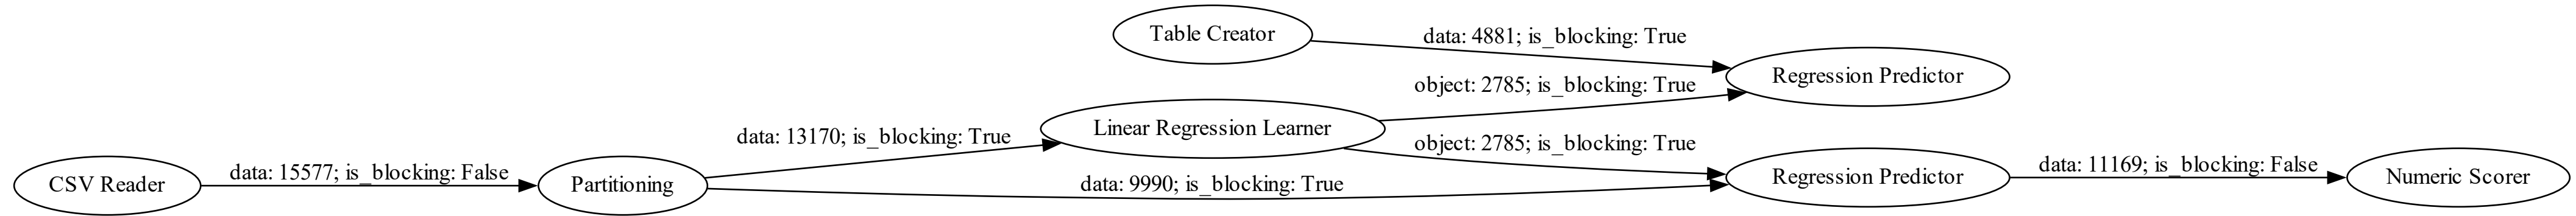 Table Creator
data: 4881; is_blocking: True
Regression Predictor
object: 2785; is_blocking: True
data: 13170; is_blocking: True
Linear Regression Learner
object: 2785; is_blocking: True
CSV Reader
data: 15577; is_blocking: False
Partitioning
data: 9990; is_blocking: True
Regression Predictor
data: 11169; is_blocking: False
Numeric Scorer